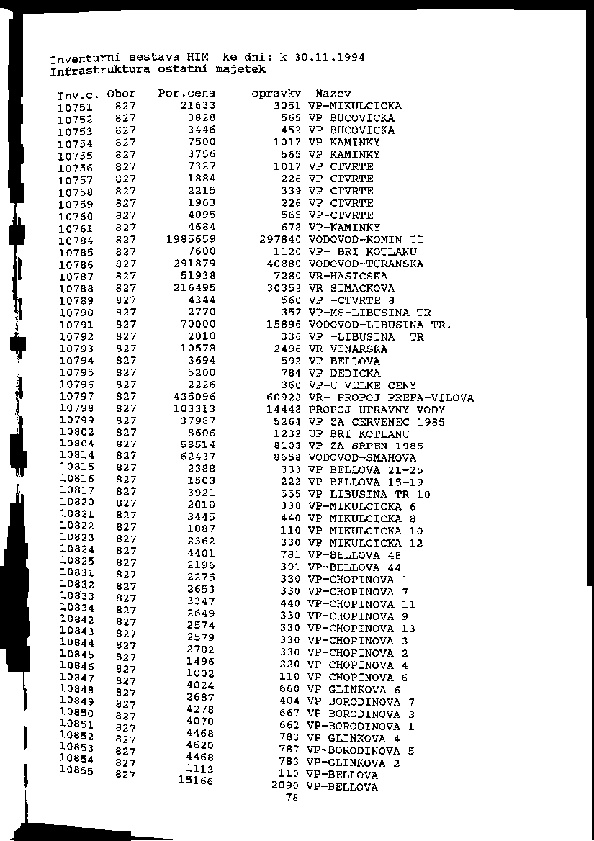 Inventurni sestava HIM ke dni: k 30.11.1994
Infrastruktura ostatni majetek
Inv.c. Obor Por.cena opravky Nazev
10751 827 21633 3051 VP-MIKULCICKA
10752 827 3828 565 VP BUCOVICKA
10753 827 3446 453 VP BUCOVICKA
10754 827 7500 1017 VP KAMINKY
10755 827 3756 565 VP KAMINKY
10756 827 7327 1017 VP CTVRTE
10757 827 1884 226 VP CTVRTE
10758 827 2215 339 VP CTVRTE
10759 827 1963 226 VP CTVRTE
10760 827 4095 565 VP-CTVRTE
10761 827 4684 678 VP-KAMINKY
10784 827 1985659 297840 VODOVOD-KOMIN II
10785 827 7600 1120 VP- BRI KOTLARU
10786 827 291879 40880 VODOVOD-TURANSKA
10787 827 51938 7280 VR-HASICSKA
10788 827 216495 30353 VR SIMACKOVA
10789 827 4344 560 VP -CTVRTE 8
10790 827 2770 357 VP-MS-LIBUSINA TR
10791 827 70000 15896 VODOVOD-LIBUSINA TR.
10792 827 2010 336 VP -LIBUSINA TR
10793 827 10578 2496 VR VINARSKA
10794 827 3694 592 VP BELLOVA
10795 827 5200 784 VP DEDICKA
10796 827 2226 360 VP-U VELKE CENY
10797 827 435096 60928 VR- PROPOJ PREPA-VILOVA
10798 827 103313 14448 PROPOJ UPRAVNY VODY
10799 827 37987 5264 VP ZA CERVENEC 1985
10802 827 8606 1232 UP BRI KOTLARU
10804 827 58514 8103 VP ZA SRPEN 1985
10814 827 62437 8658 VODOVOD-SMAHOVA
10815 827 2388 333 VP BELLOVA 21-25
10816 827 1503 222 VP BELLOVA 15-19
10817 827 3921 555 VP LIBUSINA TR 10
10820 827 2010 330 VP-MIKULCICKA 6
10821 827 3445 440 VP MIKULCICKA 8
10822 827 1087 110 VP MIKULCICKA 10
10823 827 2362 330 VP MIKULCICKA 12
10824 827 4401 781 VP-BELLOVA 48
10825 827 2195 391 VP-BELLOVA 44
10831 827 2275 330 VP-CHOPINOVA 1
10832 827 2653 330 VP-CHOPINOVA 7
10833 827 3347 440 VP-CHOPINOVA 11
10834 827 2649 330 VP-CHOPINOVA 9
10842 827 2574 330 VP-CHOPINOVA 13
10843 827 2579 330 VP-CHOPINOVA 3
10844 827 2702 330 VP-CHOPINOVA 2
10845 827 1496 220 VP CHOPINOVA 4
10846 827 1002 110 VP-CHOPINOVA 6
10847 827 4024 660 VP GLINKOVA 6
10848 827 2687 404 VP-BORODINOVA 7
10849 827 4278 667 VP-BORODINOVA 3
10850 827 4070 662 VP-BORODINOVA 1
10851 827 4468 783 VP GLINKOVA 4
10852 827 4620 787 VP-BORODINOVA 5
10853 827 4468 783 VP-GLINKOVA 2
10854 827 1113 110 VP-BELLOVA
10855 827 15166 2090 VP-BELLOVA
78